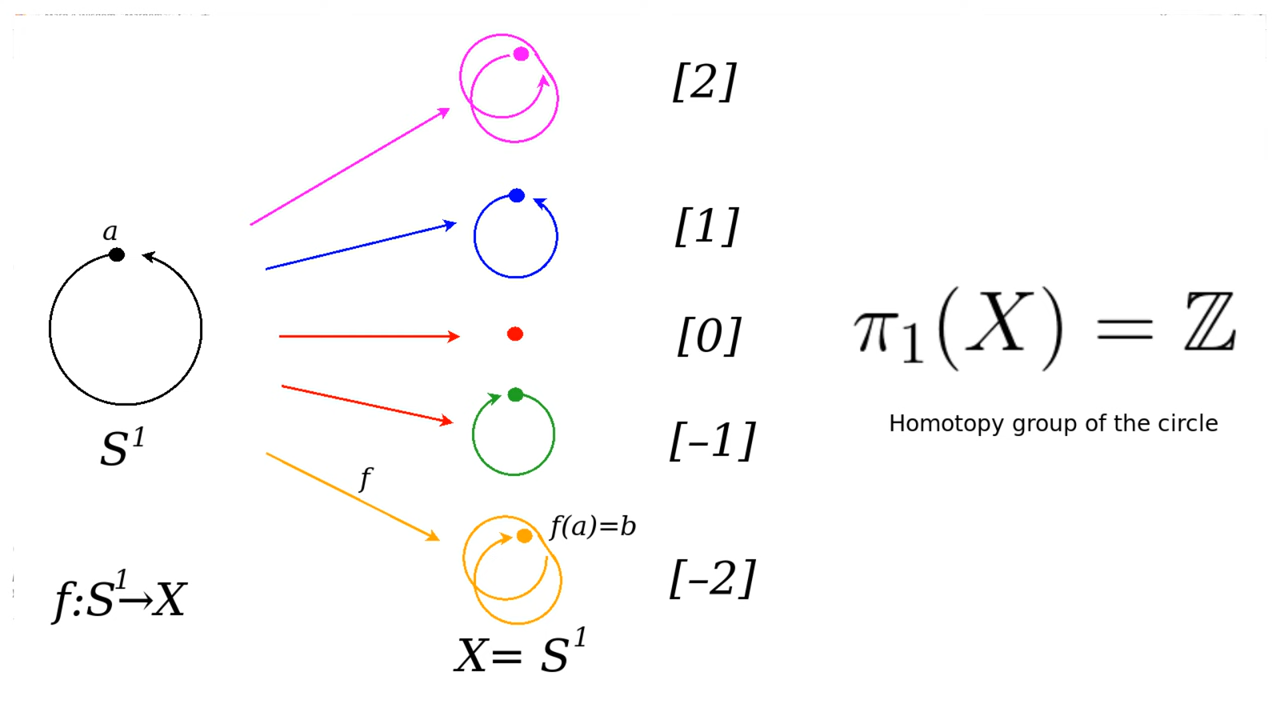 [2]
[1]
a
[0]
π₁(X) = ℤ
S¹
[–1]
Homotopy group of the circle
f
f(a)=b
[–2]
f:S¹→X
X= S¹